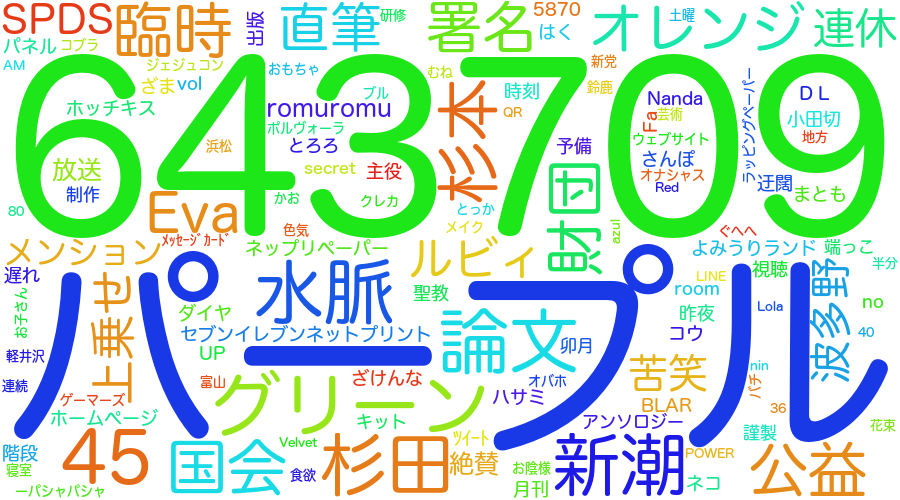 SPDS
臨時
出版
直筆
研修
署名
5870
はく
オレンジ
土曜
連休
パネル
コブラ
AM
ジェジュコン
ざま
vol
おもちゃ
むね
新党
鈴鹿
643709
ホッチキス
romuromu
ブル
ポルヴォーラ
とろろ
浜松
杉本
時刻
QR
Nanda
Fa
芸術
ウェブサイト
ラッピングペーパー
DL
小田切
地方
放送
制作
secret
主役
予備
さんぽ
オナシャス
Red
迂闊
まとも
80
Eva
かお
クレカ
とっか
メイク
財団
azul
色気
ﾒｯｾｰｼﾞｶｰﾄﾞ
メンション
ネップリペーパー
ルビィ
ぐへへ
よみうりランド
端っこ
半分
遅れ
パープル
水脈
聖教
LINE
room
視聴
波多野
no
お子さん
上乗せ
ダイヤ
セブンイレブンネットプリント
昨夜
コウ
Lola
40
軽井沢
UP
論文
卯月
連続
富山
グリーン
ざけんな
オバホ
ハサミ
苦笑
nin
バチ
ゲーマーズ
ホームページ
キット
アンソロジー
BLAR
36
花束
階段
45
国会
Velvet
食欲
杉田
ﾂｲｰﾄ
絶賛
お陰様
月刊
新潮
POWER
ネコ
謹製
公益
寝室
ーパシャパシャ